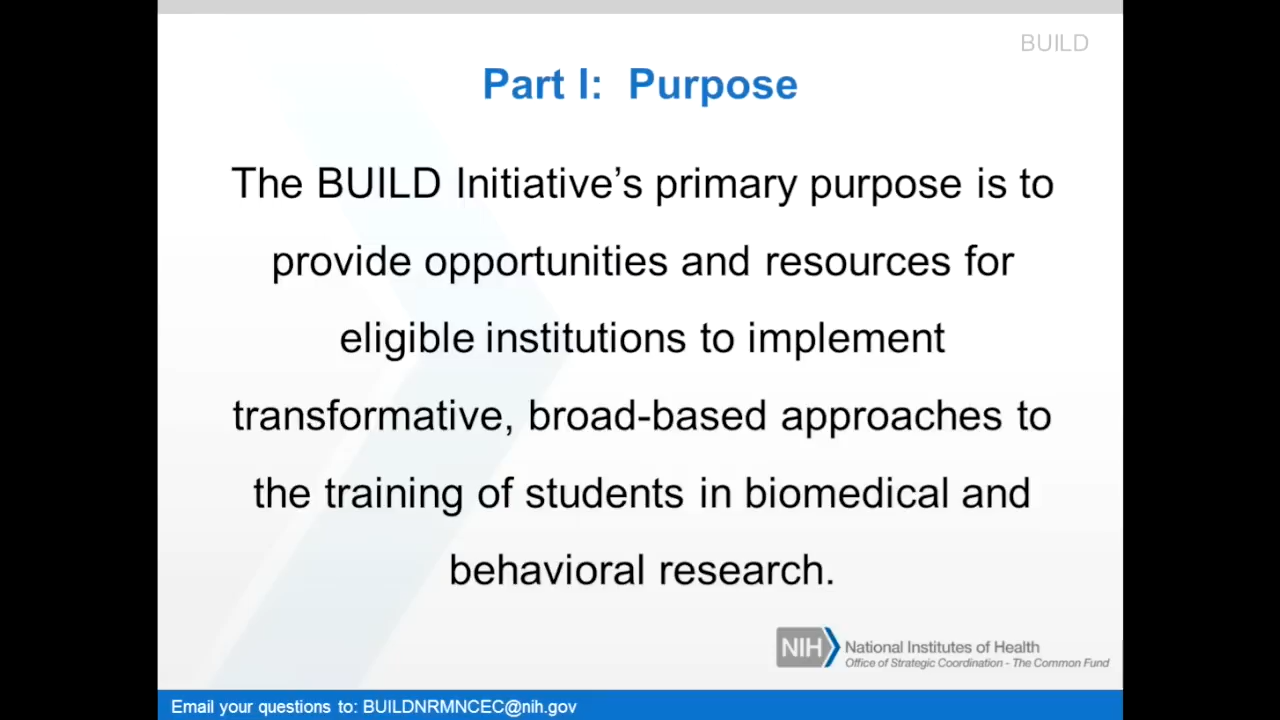 BUILD
Part I: Purpose
The BUILD Initiative’s primary purpose is to
provide opportunities and resources for
eligible institutions to implement
transformative, broad-based approaches to
the training of students in biomedical and
behavioral research.
NIH National Institutes of Health
Office of Strategic Coordination - The Common Fund
Email your questions to: BUILDNRMNCEC@nih.gov